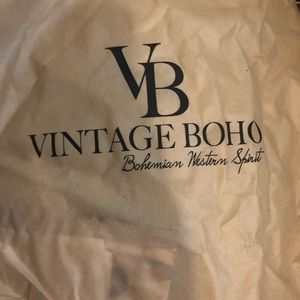 VB
VINTAGE BOHO
Bohemian Western Spirit